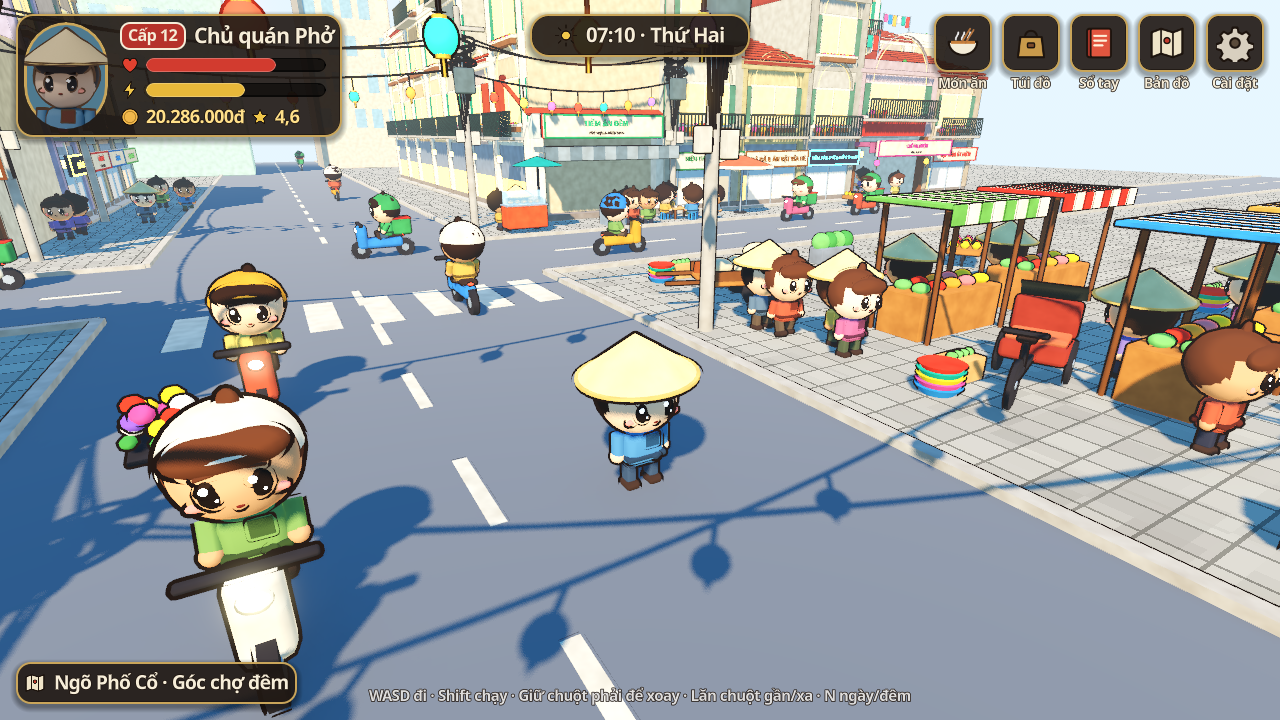 Cấp 12 Chủ quán Phở
20.286.000đ ★ 4,6
07:10 · Thứ Hai
Món ăn
Túi đồ
Sổ tay
Bản đồ
Cài đặt
Ngõ Phố Cổ · Góc chợ đêm
WASD đi · Shift chạy · Giữ chuột phải để xoay · Lăn chuột gần/xa · N ngày/đêm